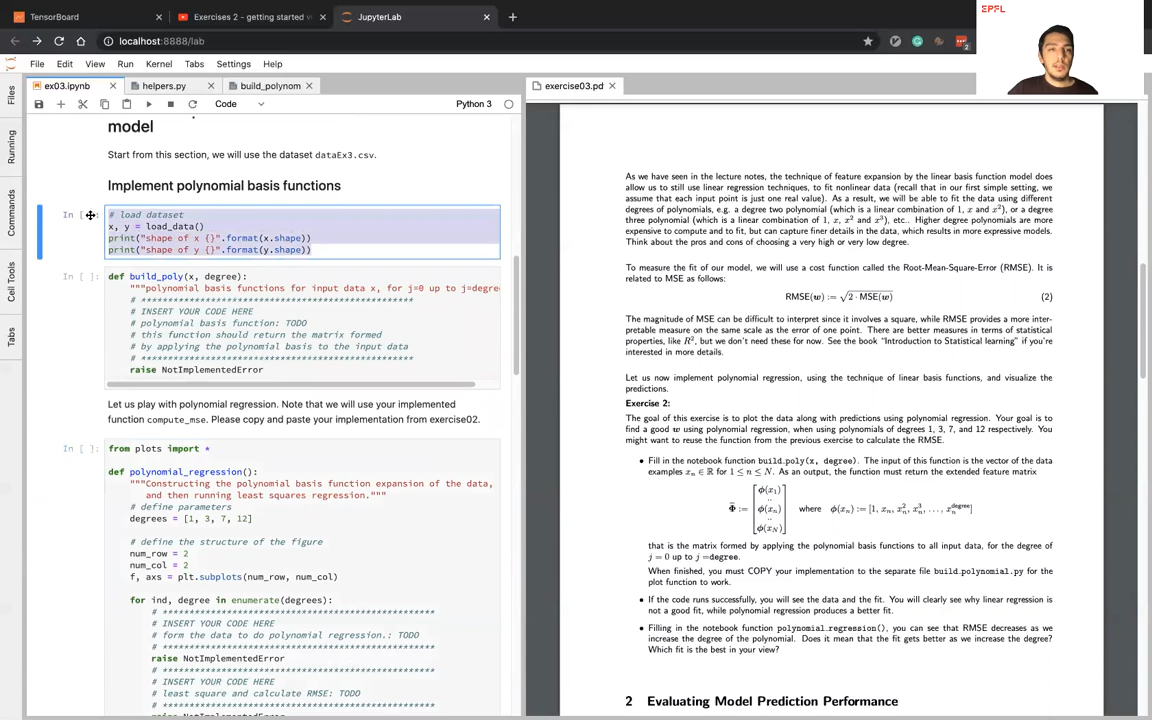 TensorBoard
Exercises 2 - getting started v
JupyterLab
EPFL
localhost:8888/lab
2
File Edit View Run Kernel Tabs Settings Help
Files
Running
Commands
Cell Tools
Tabs
ex03.ipynb
helpers.py
build_polynom
exercise03.pd
Code
Python 3
model
Start from this section, we will use the dataset dataEx3.csv.
Implement polynomial basis functions
In [ ]:
# load dataset
x, y = load_data()
print("shape of x {}".format(x.shape))
print("shape of y {}".format(y.shape))
In [ ]:
def build_poly(x, degree):
"""polynomial basis functions for input data x, for j=0 up to j=degree
# ***************************************************
# INSERT YOUR CODE HERE
# polynomial basis function: TODO
# this function should return the matrix formed
# by applying the polynomial basis to the input data
# ***************************************************
raise NotImplementedError
Let us play with polynomial regression. Note that we will use your implemented
function compute_mse. Please copy and paste your implementation from exercise02.
In [ ]:
from plots import *
def polynomial_regression():
"""Constructing the polynomial basis function expansion of the data,
and then running least squares regression."""
# define parameters
degrees = [1, 3, 7, 12]
# define the structure of the figure
num_row = 2
num_col = 2
f, axs = plt.subplots(num_row, num_col)
for ind, degree in enumerate(degrees):
# ***************************************************
# INSERT YOUR CODE HERE
# form the data to do polynomial regression.: TODO
# ***************************************************
raise NotImplementedError
# ***************************************************
# INSERT YOUR CODE HERE
# least square and calculate RMSE: TODO
# ***************************************************
As we have seen in the lecture notes, the technique of feature expansion by the linear basis function model does
allow us to still use linear regression techniques, to fit nonlinear data (recall that in our first simple setting, we
assume that each input point is just one real value). As a result, we will be able to fit the data using different
degrees of polynomials, e.g. a degree two polynomial (which is a linear combination of 1, x and x²), or a degree
three polynomial (which is a linear combination of 1, x, x² and x³), etc.. Higher degree polynomials are more
expensive to compute and to fit, but can capture finer details in the data, which results in more expressive models.
Think about the pros and cons of choosing a very high or very low degree.
To measure the fit of our model, we will use a cost function called the Root-Mean-Square-Error (RMSE). It is
related to MSE as follows:
RMSE(w) := √2 · MSE(w) (2)
The magnitude of MSE can be difficult to interpret since it involves a square, while RMSE provides a more inter-
pretable measure on the same scale as the error of one point. There are better measures in terms of statistical
properties, like R², but we don't need these for now. See the book "Introduction to Statistical learning" if you're
interested in more details.
Let us now implement polynomial regression, using the technique of linear basis functions, and visualize the
predictions.
Exercise 2:
The goal of this exercise is to plot the data along with predictions using polynomial regression. Your goal is to
find a good w using polynomial regression, when using polynomials of degrees 1, 3, 7, and 12 respectively. You
might want to reuse the function from the previous exercise to calculate the RMSE.
• Fill in the notebook function build_poly(x, degree). The input of this function is the vector of the data
examples xn ∈ ℝ for 1 ≤ n ≤ N. As an output, the function must return the extended feature matrix
Φ̃ := [ϕ(x1) .. ϕ(xn) .. ϕ(xN)] where ϕ(xn) := [1, xn, xn², xn³, . . . , xn^degree]
that is the matrix formed by applying the polynomial basis functions to all input data, for the degree of
j = 0 up to j =degree.
When finished, you must COPY your implementation to the separate file build_polynomial.py for the
plot function to work.
• If the code runs successfully, you will see the data and the fit. You will clearly see why linear regression is
not a good fit, while polynomial regression produces a better fit.
• Filling in the notebook function polynomial_regression(), you can see that RMSE decreases as we
increase the degree of the polynomial. Does it mean that the fit gets better as we increase the degree?
Which fit is the best in your view?
2 Evaluating Model Prediction Performance